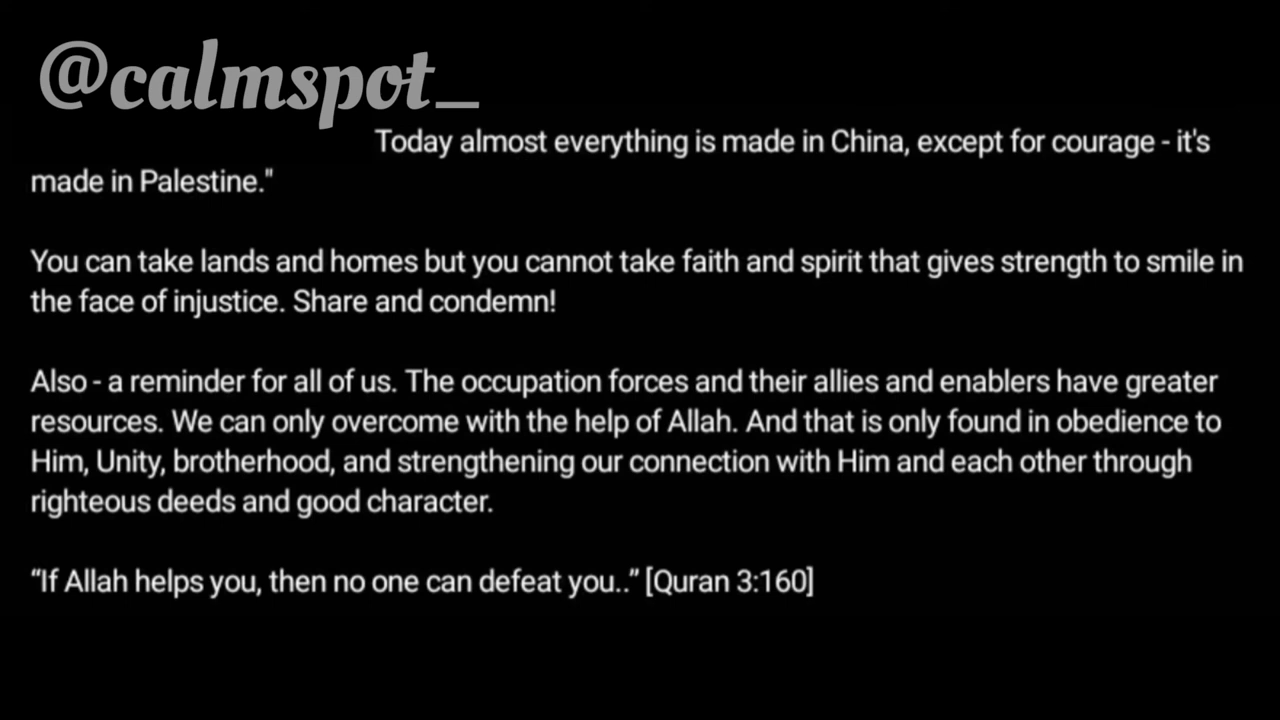 @calmspot_
Today almost everything is made in China, except for courage - it's
made in Palestine."
You can take lands and homes but you cannot take faith and spirit that gives strength to smile in
the face of injustice. Share and condemn!
Also - a reminder for all of us. The occupation forces and their allies and enablers have greater
resources. We can only overcome with the help of Allah. And that is only found in obedience to
Him, Unity, brotherhood, and strengthening our connection with Him and each other through
righteous deeds and good character.
“If Allah helps you, then no one can defeat you..” [Quran 3:160]